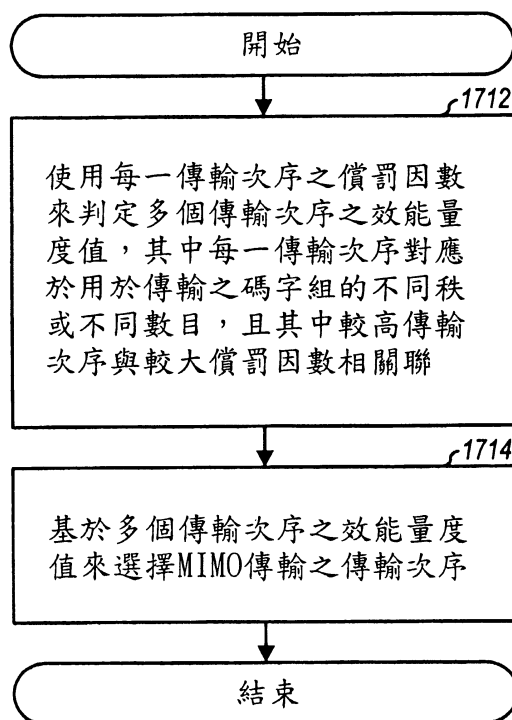 開始
1712
使用每一傳輸次序之償罰因數
來判定多個傳輸次序之效能量
度值，其中每一傳輸次序對應
於用於傳輸之碼字組的不同秩
或不同數目，且其中較高傳輸
次序與較大償罰因數相關聯
1714
基於多個傳輸次序之效能量度
值來選擇MIMO傳輸之傳輸次序
結束